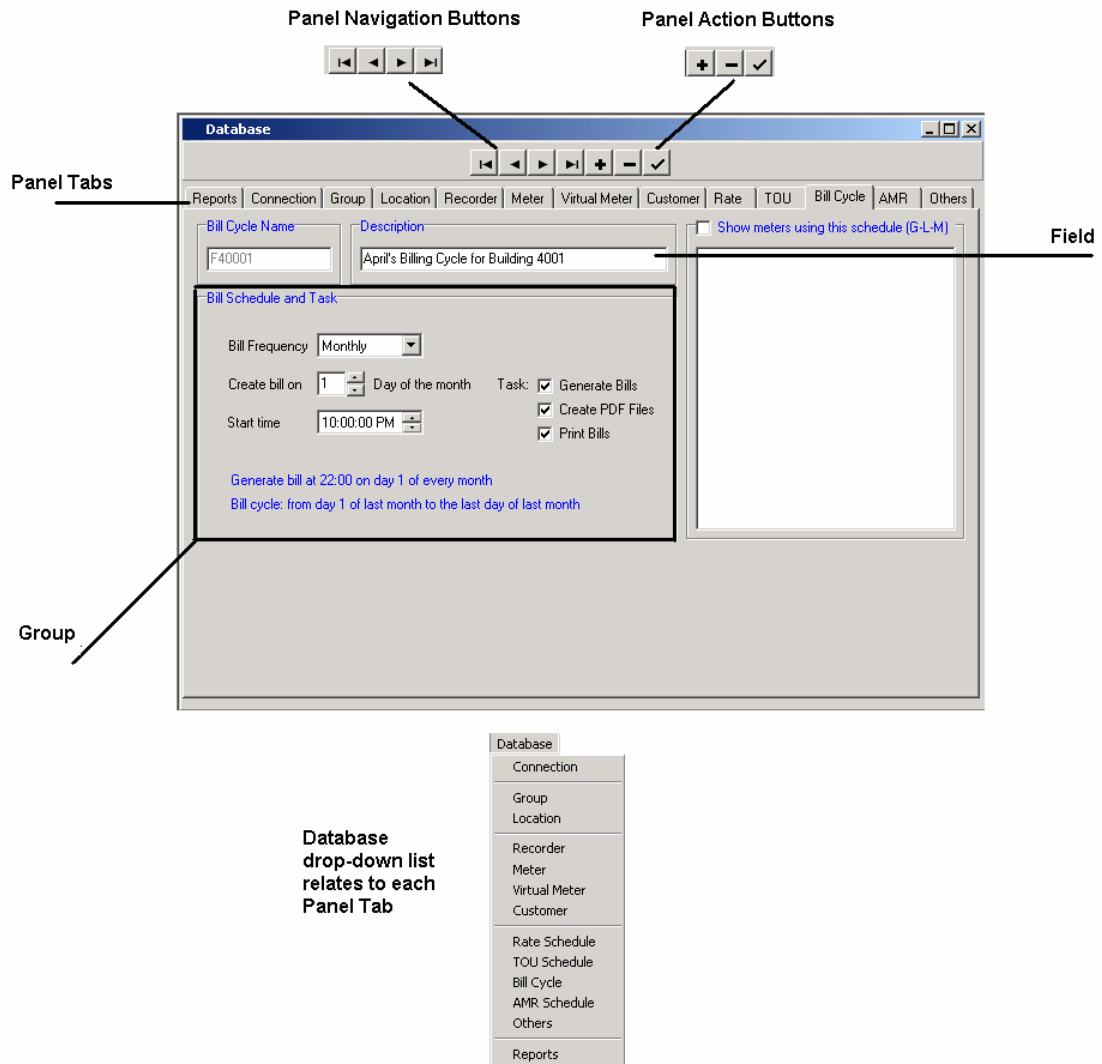 Panel Navigation Buttons
Panel Action Buttons
Database
Panel Tabs
Reports Connection Group Location Recorder Meter Virtual Meter Customer Rate TOU Bill Cycle AMR Others
Bill Cycle Name
Description
Show meters using this schedule (G-L-M)
Field
F40001
April's Billing Cycle for Building 4001
Bill Schedule and Task
Bill Frequency Monthly
Create bill on 1 Day of the month
Task: Generate Bills
Create PDF Files
Start time 10:00:00 PM
Print Bills
Generate bill at 22:00 on day 1 of every month
Bill cycle: from day 1 of last month to the last day of last month
Group
Database
Connection
Group
Location
Recorder
Meter
Virtual Meter
Customer
Rate Schedule
TOU Schedule
Bill Cycle
AMR Schedule
Others
Reports
Database
drop-down list
relates to each
Panel Tab